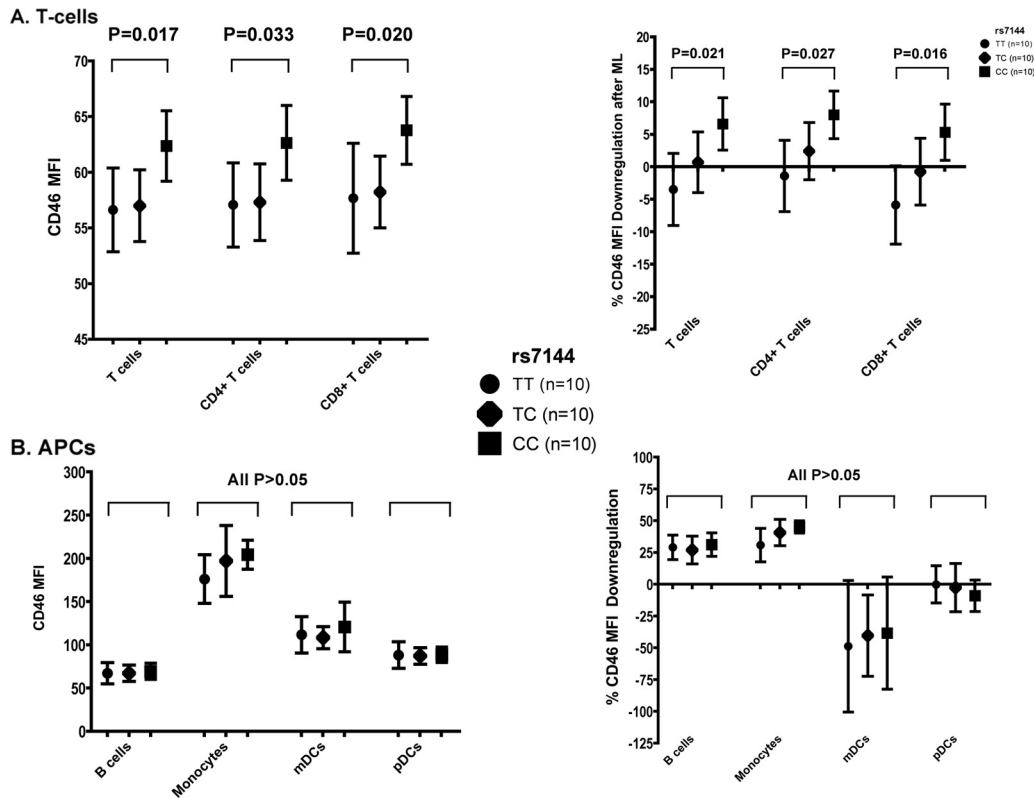 A. T-cells
P=0.017 P=0.033 P=0.020
CD46 MFI
70
65
60
55
50
45
T cells
CD4+ T cells
CD8+ T cells
rs7144
TT (n=10)
TC (n=10)
CC (n=10)
P=0.021 P=0.027 P=0.016
% CD46 MFI Downregulation after ML
20
15
10
5
0
-5
-10
-15
-20
-25
T cells
CD4+ T cells
CD8+ T cells
rs7144
TT (n=10)
TC (n=10)
CC (n=10)
B. APCs
All P>0.05
CD46 MFI
300
250
200
150
100
50
0
B cells
Monocytes
mDCs
pDCs
All P>0.05
% CD46 MFI Downregulation
100
75
50
25
0
-25
-50
-75
-100
-125
B cells
Monocytes
mDCs
pDCs